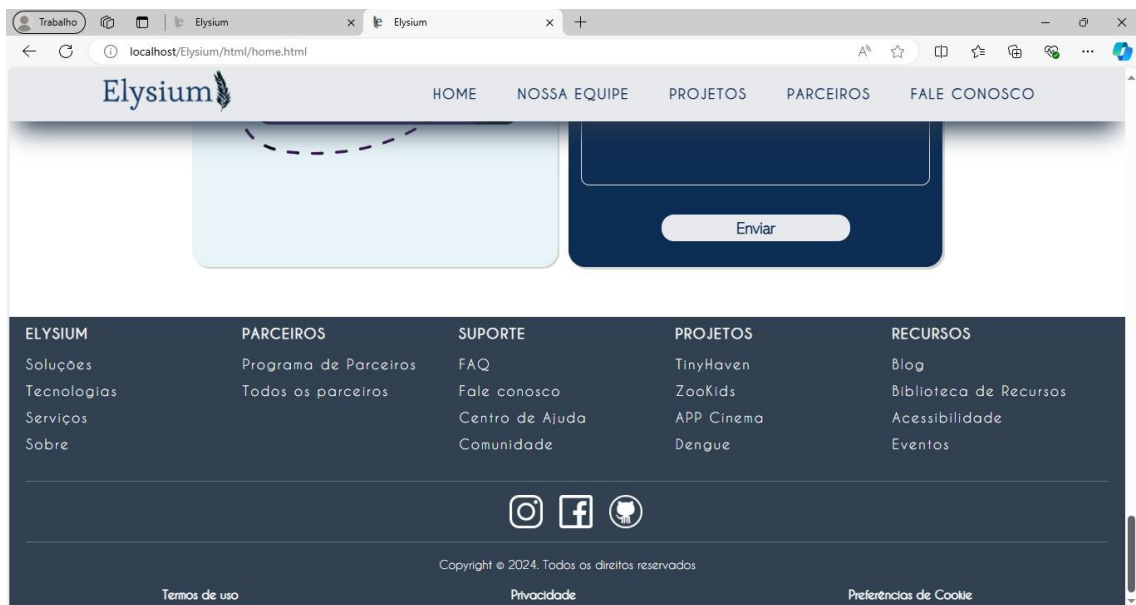 Trabalho Elysium Elysium
localhost/Elysium/html/home.html
Elysium HOME NOSSA EQUIPE PROJETOS PARCEIROS FALE CONOSCO
Enviar
ELYSIUM PARCEIROS SUPORTE PROJETOS RECURSOS
Soluções Programa de Parceiros FAQ TinyHaven Blog
Tecnologias Todos os parceiros Fale conosco ZooKids Biblioteca de Recursos
Serviços Centro de Ajuda APP Cinema Acessibilidade
Sobre Comunidade Dengue Eventos
Copyright © 2024. Todos os direitos reservados
Termos de uso Privacidade Preferências de Cookie